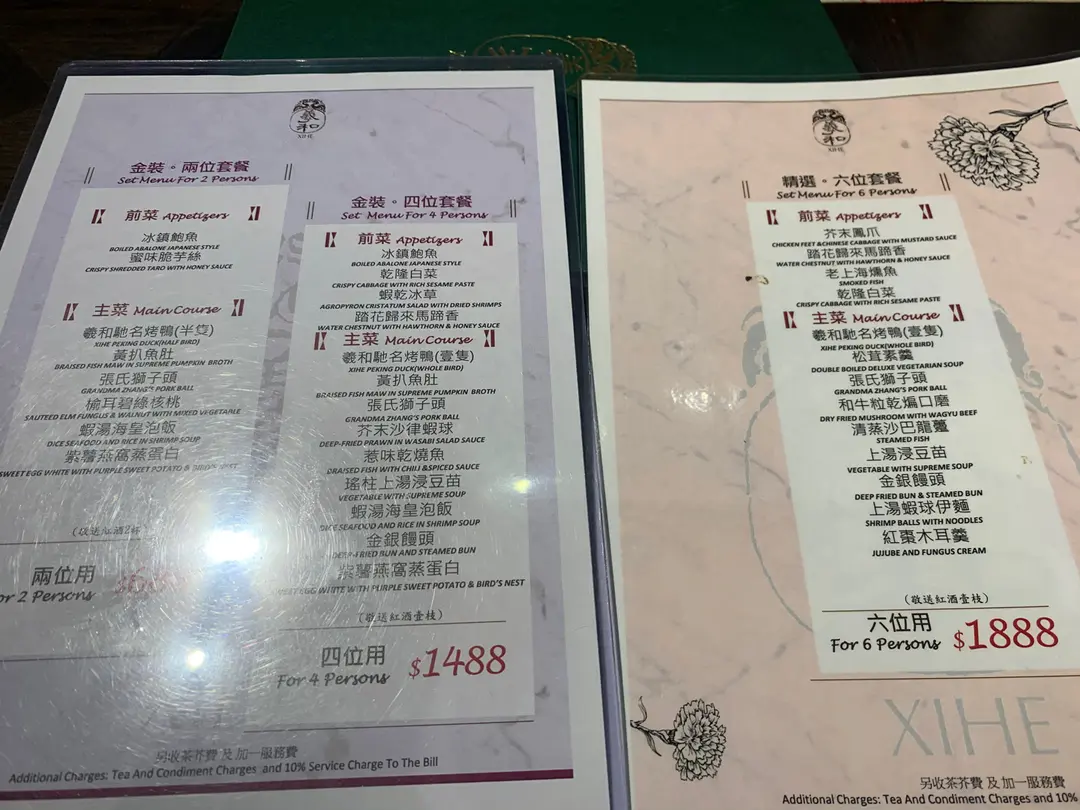 羲和
XIHE
金裝。兩位套餐
Set Menu For 2 Persons
前菜 Appetizers
冰鎮鮑魚
BOILED ABALONE JAPANESE STYLE
蜜味脆芋絲
CRISPY SHREDDED TARO WITH HONEY SAUCE
主菜 Main Course
羲和馳名烤鴨(半隻)
XIHE PEKING DUCK(HALF BIRD)
黃扒魚肚
BRAISED FISH MAW IN SUPREME PUMPKIN BROTH
張氏獅子頭
GRANDMA ZHANG'S PORK BALL
榆耳碧綠核桃
SAUTEED ELM FUNGUS & WALNUT WITH MIXED VEGETABLE
蝦湯海皇泡飯
DICE SEAFOOD AND RICE IN SHRIMP SOUP
紫薯燕窩蒸蛋白
SWEET EGG WHITE WITH PURPLE SWEET POTATO & BIRD'S NEST
(敬送紅酒2杯
兩位用
or 2 Persons
金裝。四位套餐
Set Menu For 4 Persons
前菜 Appetizers
冰鎮鮑魚
BOILED ABALONE JAPANESE STYLE
乾隆白菜
CRISPY CABBAGE WITH RICH SESAME PASTE
蝦乾冰草
AGROPYRON CRISTATUM SALAD WITH DRIED SHRIMPS
踏花歸來馬蹄香
WATER CHESTNUT WITH HAWTHORN & HONEY SAUCE
主菜 Main Course
羲和馳名烤鴨(壹隻)
XIHE PEKING DUCK(WHOLE BIRD)
黃扒魚肚
BRAISED FISH MAW IN SUPREME PUMPKIN BROTH
張氏獅子頭
GRANDMA ZHANG'S PORK BALL
芥末沙律蝦球
DEEP-FRIED PRAWN IN WASABI SALAD SAUCE
惹味乾燒魚
BRAISED FISH WITH CHILI &SPICED SAUCE
瑤柱上湯浸豆苗
VEGETABLE WITH SUPREME SOUP
蝦湯海皇泡飯
DICE SEAFOOD AND RICE IN SHRIMP SOUP
金銀饅頭
DEEP-FRIED BUN AND STEAMED BUN
紫薯燕窩蒸蛋白
EET EGG WHITE WITH PURPLE SWEET POTATO & BIRD'S NEST
(敬送紅酒壹枝)
四位用
For 4 Persons
$1488
另收茶芥費 及 加一服務費
Additional Charges: Tea And Condiment Charges and 10% Service Charge To The Bill
羲和
XIHE
精選。六位套餐
Set Menu For 6 Persons
前菜 Appetizers
芥末鳳爪
CHICKEN FEET &CHINESE CABBAGE WITH MUSTARD SAUCE
踏花歸來馬蹄香
WATER CHESTNUT WITH HAWTHORN & HONEY SAUCE
老上海燻魚
SMOKED FISH
乾隆白菜
CRISPY CABBAGE WITH RICH SESAME PASTE
主菜 Main Course
羲和馳名烤鴨(壹隻)
XIHE PEKING DUCK(WHOLE BIRD)
松茸素羹
DOUBLE BOILED DELUXE VEGETARIAN SOUP
張氏獅子頭
GRANDMA ZHANG'S PORK BALL
和牛粒乾煸口磨
DRY FRIED MUSHROOM WITH WAGYU BEEF
清蒸沙巴龍躉
STEAMED FISH
上湯浸豆苗
VEGETABLE WITH SUPREME SOUP
金銀饅頭
DEEP FRIED BUN & STEAMED BUN
上湯蝦球伊麵
SHRIMP BALLS WITH NOODLES
紅棗木耳羹
JUJUBE AND FUNGUS CREAM
(敬送紅酒壹枝)
六位用
For 6 Persons
$1888
XIHE
另收茶芥費 及 加一服務費
Additional Charges: Tea And Condiment Charges and 10%